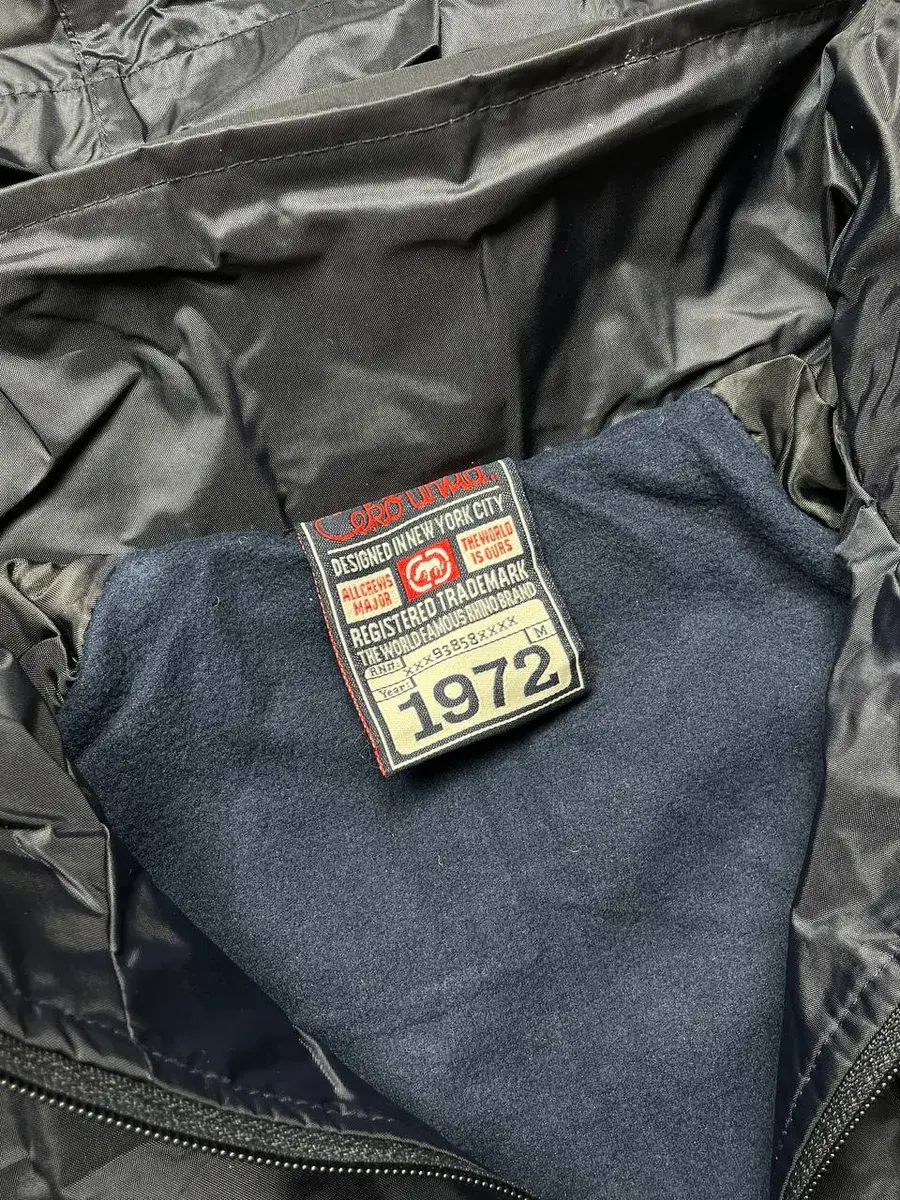 ecko unltd.
DESIGNED IN NEW YORK CITY
ALL CREWS
MAJOR
THE WORLD
IS OURS
REGISTERED TRADEMARK
THE WORLD FAMOUS RHINO BRAND
RN#: xxx93858xxxx M
Year:
1972